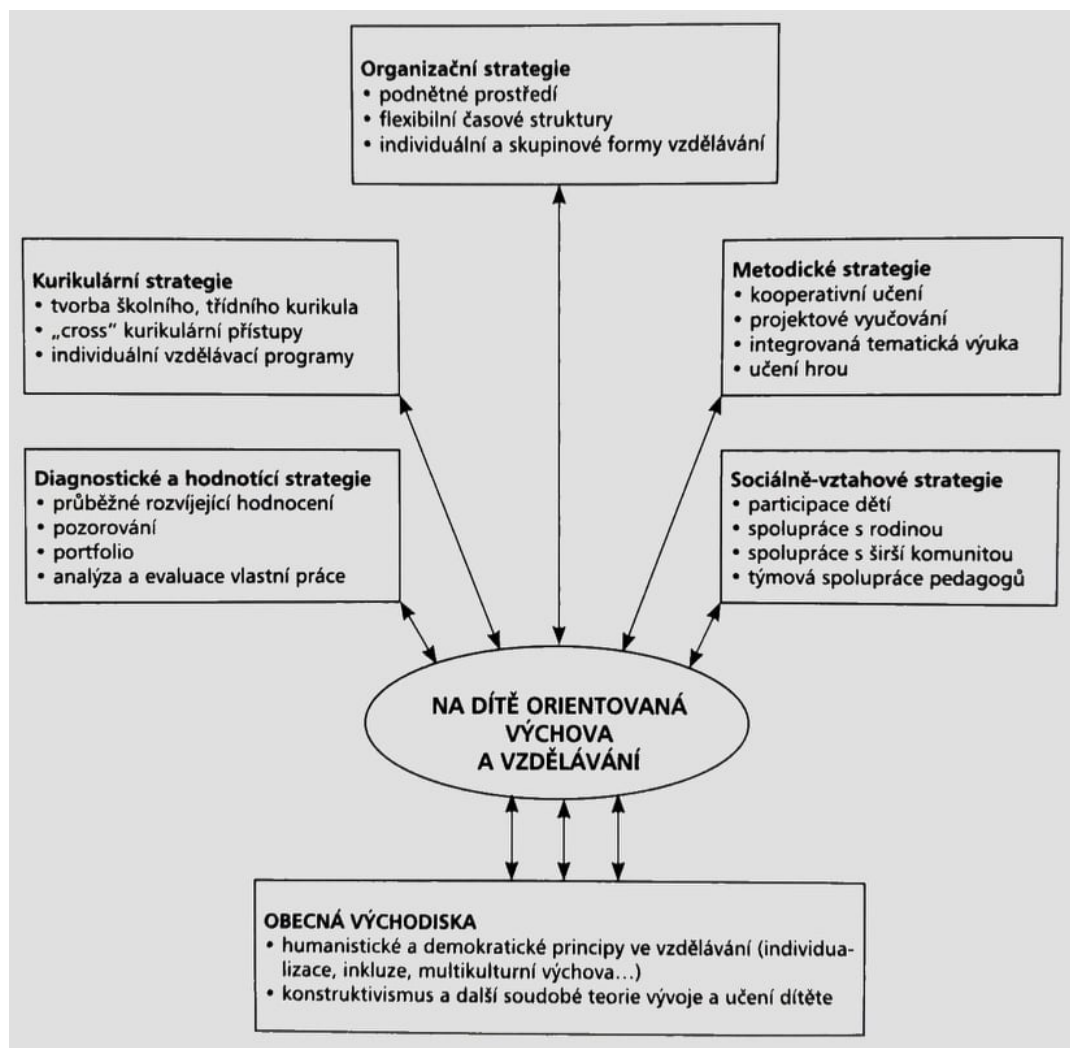 Organizační strategie
• podnětné prostředí
• flexibilní časové struktury
• individuální a skupinové formy vzdělávání
Kurikulární strategie
• tvorba školního, třídního kurikula
• „cross“ kurikulární přístupy
• individuální vzdělávací programy
Metodické strategie
• kooperativní učení
• projektové vyučování
• integrovaná tematická výuka
• učení hrou
Diagnostické a hodnotící strategie
• průběžné rozvíjející hodnocení
• pozorování
• portfolio
• analýza a evaluace vlastní práce
Sociálně-vztahové strategie
• participace dětí
• spolupráce s rodinou
• spolupráce s širší komunitou
• týmová spolupráce pedagogů
NA DÍTĚ ORIENTOVANÁ
VÝCHOVA
A VZDĚLÁVÁNÍ
OBECNÁ VÝCHODISKA
• humanistické a demokratické principy ve vzdělávání (individua-
lizace, inkluze, multikulturní výchova...)
• konstruktivismus a další soudobé teorie vývoje a učení dítěte